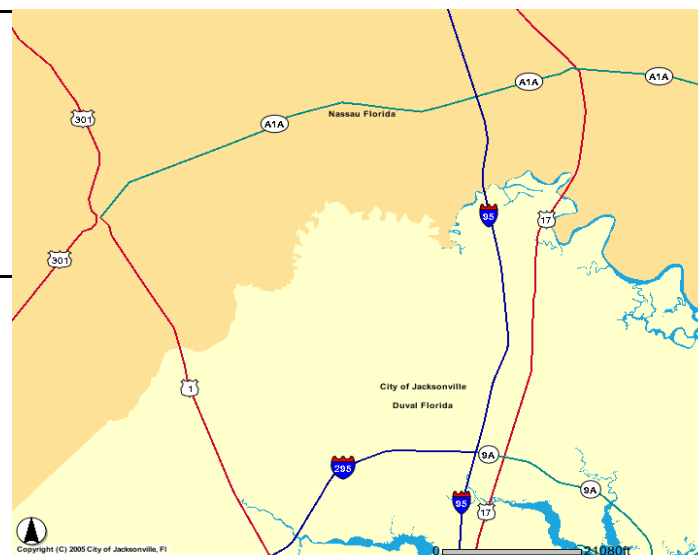 A1A
A1A
A1A
Nassau Florida
301
95
17
301
City of Jacksonville
1
Duval Florida
9A
295
9A
95
17
0 21080ft
Copyright (C) 2005 City of Jacksonville, Fl